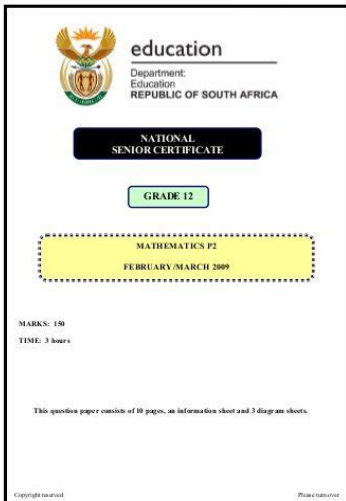 education
Department:
Education
REPUBLIC OF SOUTH AFRICA
NATIONAL
SENIOR CERTIFICATE
GRADE 12
MATHEMATICS P2
FEBRUARY/MARCH 2009
MARKS: 150
TIME: 3 hours
This question paper consists of 10 pages, an information sheet and 3 diagram sheets.
Copyright reserved
Please turn over